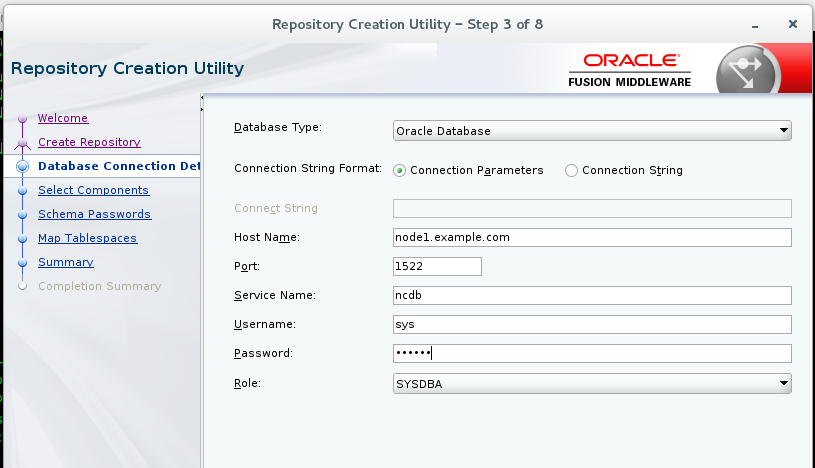 Repository Creation Utility – Step 3 of 8
Repository Creation Utility
ORACLE
FUSION MIDDLEWARE
Welcome
Create Repository
Database Connection Det
Select Components
Schema Passwords
Map Tablespaces
Summary
Completion Summary
Database Type: Oracle Database
Connection String Format: Connection Parameters Connection String
Connect String
Host Name: node1.example.com
Port: 1522
Service Name: ncdb
Username: sys
Password: ••••••
Role: SYSDBA